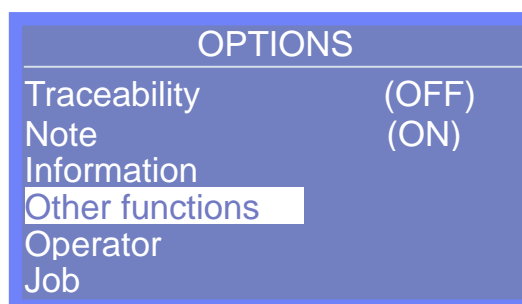 OPTIONS
Traceability (OFF)
Note (ON)
Information
Other functions
Operator
Job